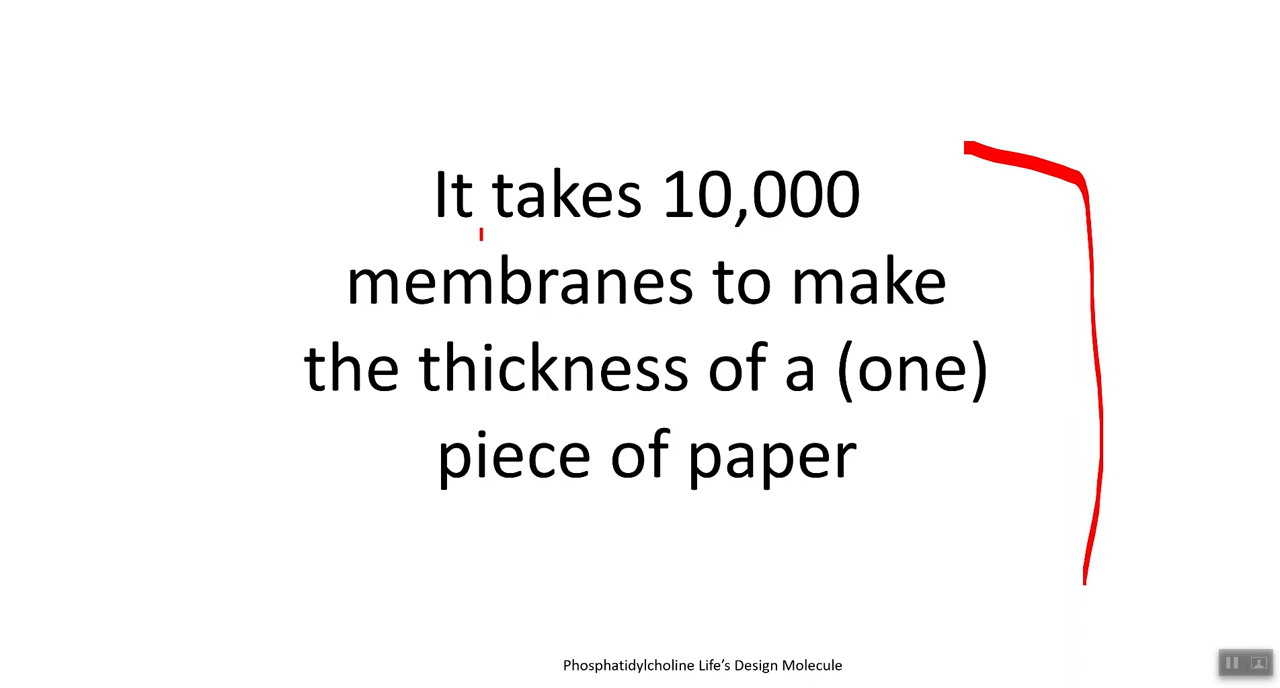 It takes 10,000
membranes to make
the thickness of a (one)
piece of paper
Phosphatidylcholine Life’s Design Molecule